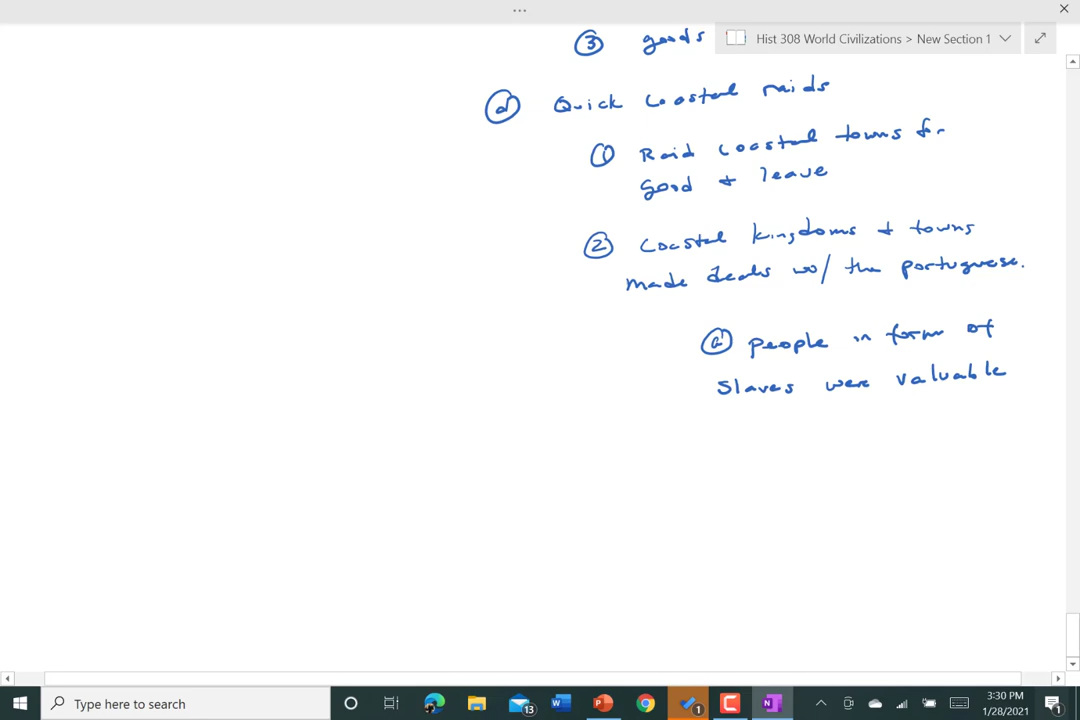 ③ goods
Hist 308 World Civilizations > New Section 1
ⓓ Quick coastal raids
① Raid coastal towns for
good + leave
② Coastal kingdoms + towns
made deals w/ the portuguese.
ⓐ people in form of
slaves were valuable
Type here to search
13
1
3:30 PM
1/28/2021
1